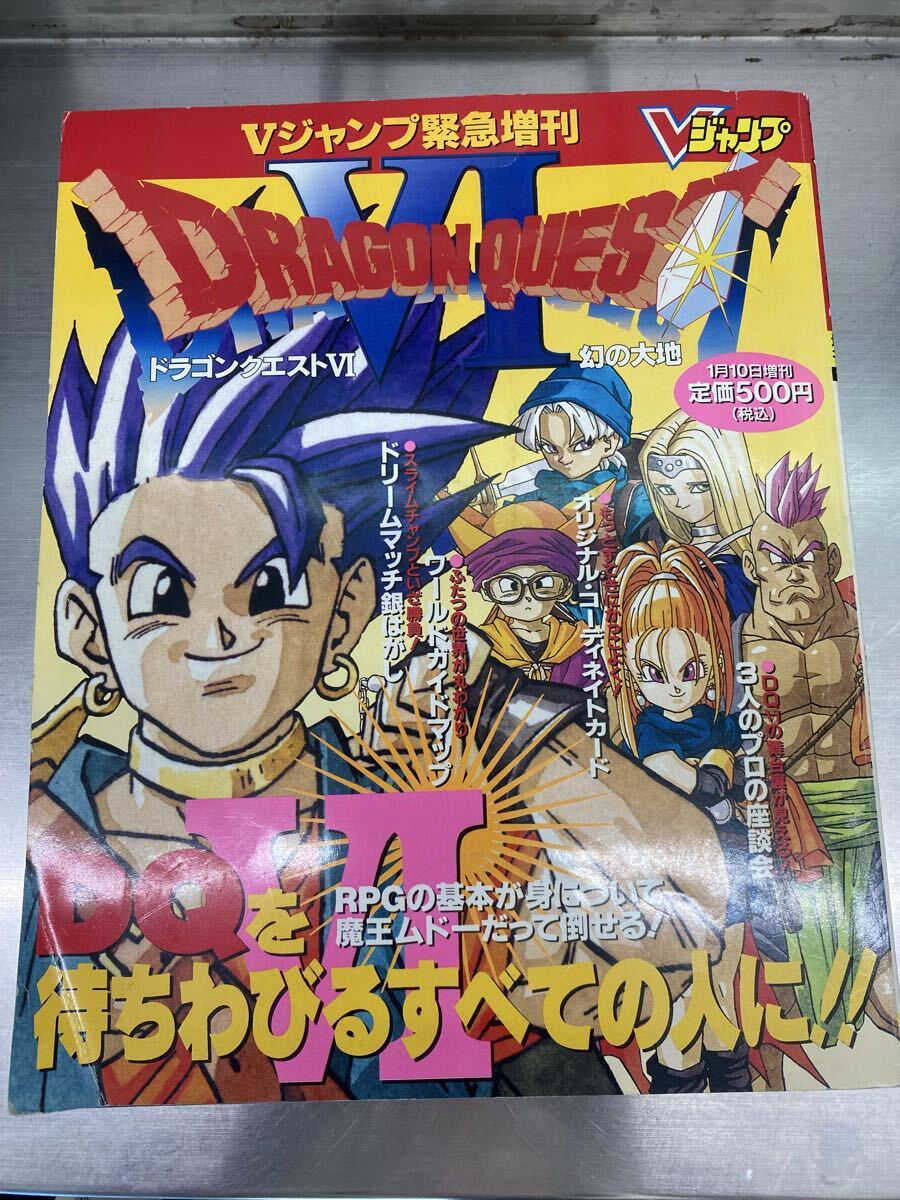 Vジャンプ緊急増刊
Vジャンプ
VI
DRAGON QUEST
ドラゴンクエストVI
幻の大地
1月10日増刊
定価500円
(税込)
●スライムチャンプといざ勝負!
ドリームマッチ銀はがし
●ふたつの世界が丸わかり
ワールドガイドマップ
オリジナル・コーディネイトカード
3人のプロの座談会
DQVIを
RPGの基本が身について
魔王ムドーだって倒せる!
待ちわびるすべての人に!!